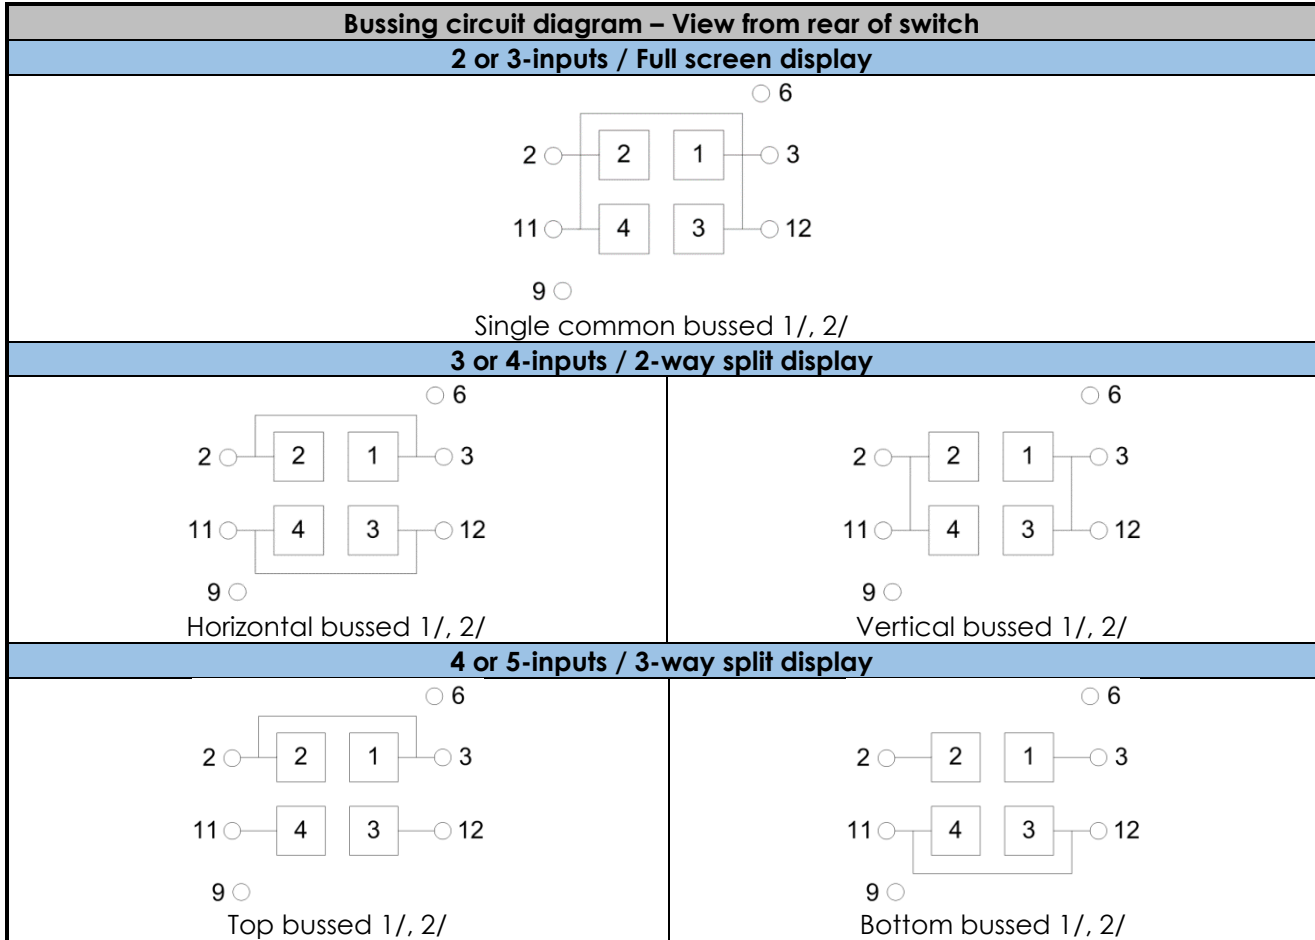 Bussing circuit diagram – View from rear of switch
2 or 3-inputs / Full screen display
6
2 2 1 3
11 4 3 12
9
Single common bussed 1/, 2/
3 or 4-inputs / 2-way split display
6
2 2 1 3
11 4 3 12
9
Horizontal bussed 1/, 2/
6
2 2 1 3
11 4 3 12
9
Vertical bussed 1/, 2/
4 or 5-inputs / 3-way split display
6
2 2 1 3
11 4 3 12
9
Top bussed 1/, 2/
6
2 2 1 3
11 4 3 12
9
Bottom bussed 1/, 2/